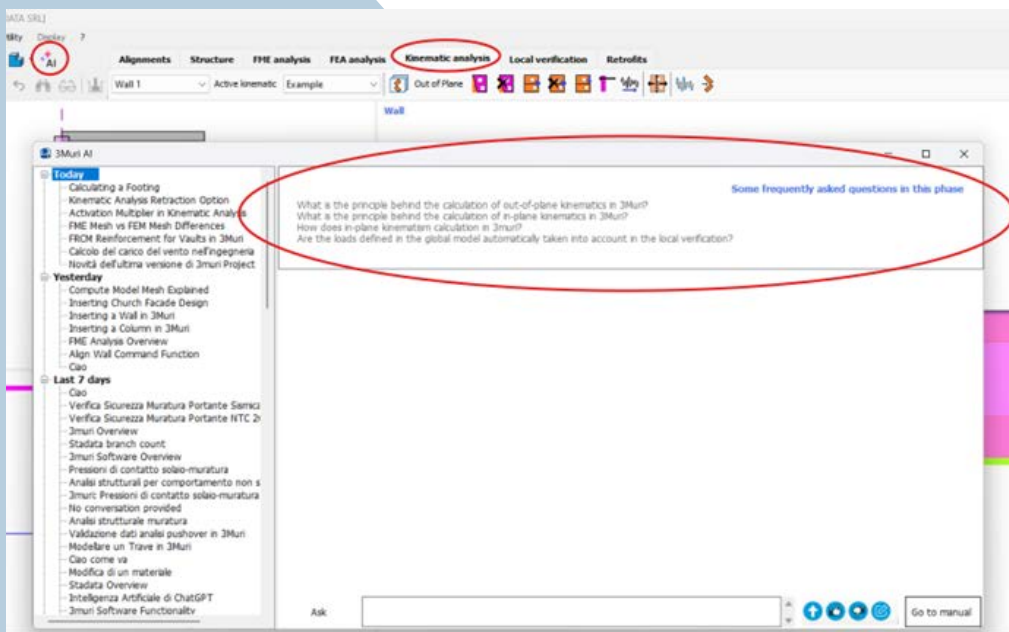 DATA SRL]
tility Display ?
AI
Alignments Structure FME analysis FEA analysis Kinematic analysis Local verification Retrofits
Wall 1 Active kinematic Example Out of Plane
Wall
3Muri AI
Today
Calculating a Footing
Kinematic Analysis Retraction Option
Activation Multiplier in Kinematic Analysis
FME Mesh vs FEM Mesh Differences
FRCM Reinforcement for Vaults in 3Muri
Calcolo del carico del vento nell'ingegneria
Novità dell'ultima versione di 3muri Project
Yesterday
Compute Model Mesh Explained
Inserting Church Facade Design
Inserting a Wall in 3Muri
Inserting a Column in 3Muri
FME Analysis Overview
Align Wall Command Function
Ciao
Last 7 days
Ciao
Verifica Sicurezza Muratura Portante Sismica
Verifica Sicurezza Muratura Portante NTC 2
3muri Overview
Stadata branch count
3muri Software Overview
Pressioni di contatto solaio-muratura
Analisi strutturali per comportamento non s
3muri: Pressioni di contatto solaio-muratura
No conversation provided
Analisi strutturale muratura
Validazione dati analisi pushover in 3Muri
Modellare un Trave in 3Muri
Ciao come va
Modifica di un materiale
Stadata Overview
Intelligenza Artificiale di ChatGPT
3muri Software Functionality
Some frequently asked questions in this phase
What is the principle behind the calculation of out-of-plane kinematics in 3Muri?
What is the principle behind the calculation of in-plane kinematics in 3Muri?
How does in-plane kinematism calculation in 3muri?
Are the loads defined in the global model automatically taken into account in the local verification?
Ask
Go to manual